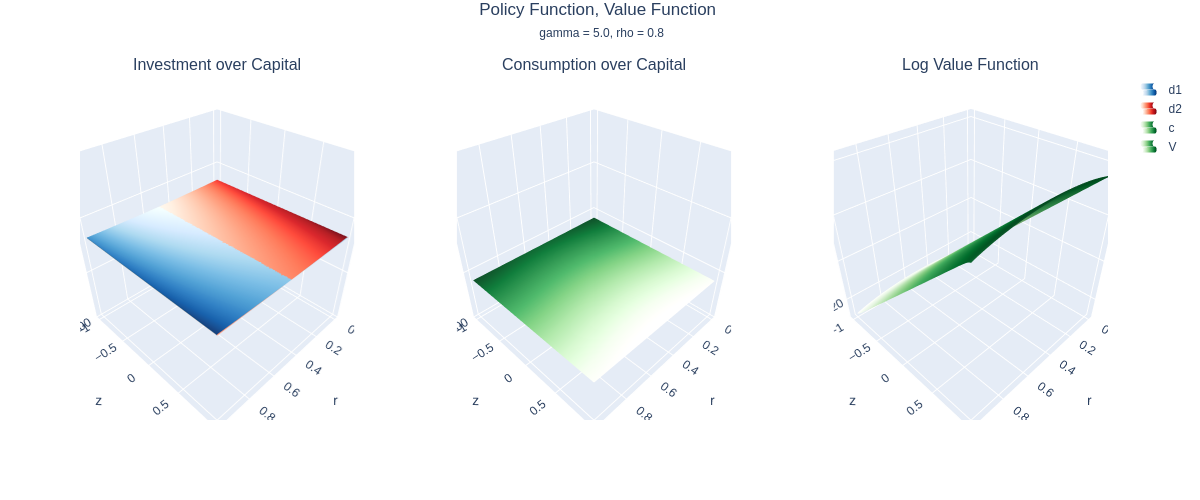 Policy Function, Value Function
gamma = 5.0, rho = 0.8
Investment over Capital
Consumption over Capital
Log Value Function
d1
d2
c
V
−0.5
0
0.5
z
0
0.2
0.4
0.6
0.8
r
−0.5
0
0.5
z
0
0.2
0.4
0.6
0.8
r
−1
−0.5
0
0.5
z
0
0.2
0.4
0.6
0.8
r